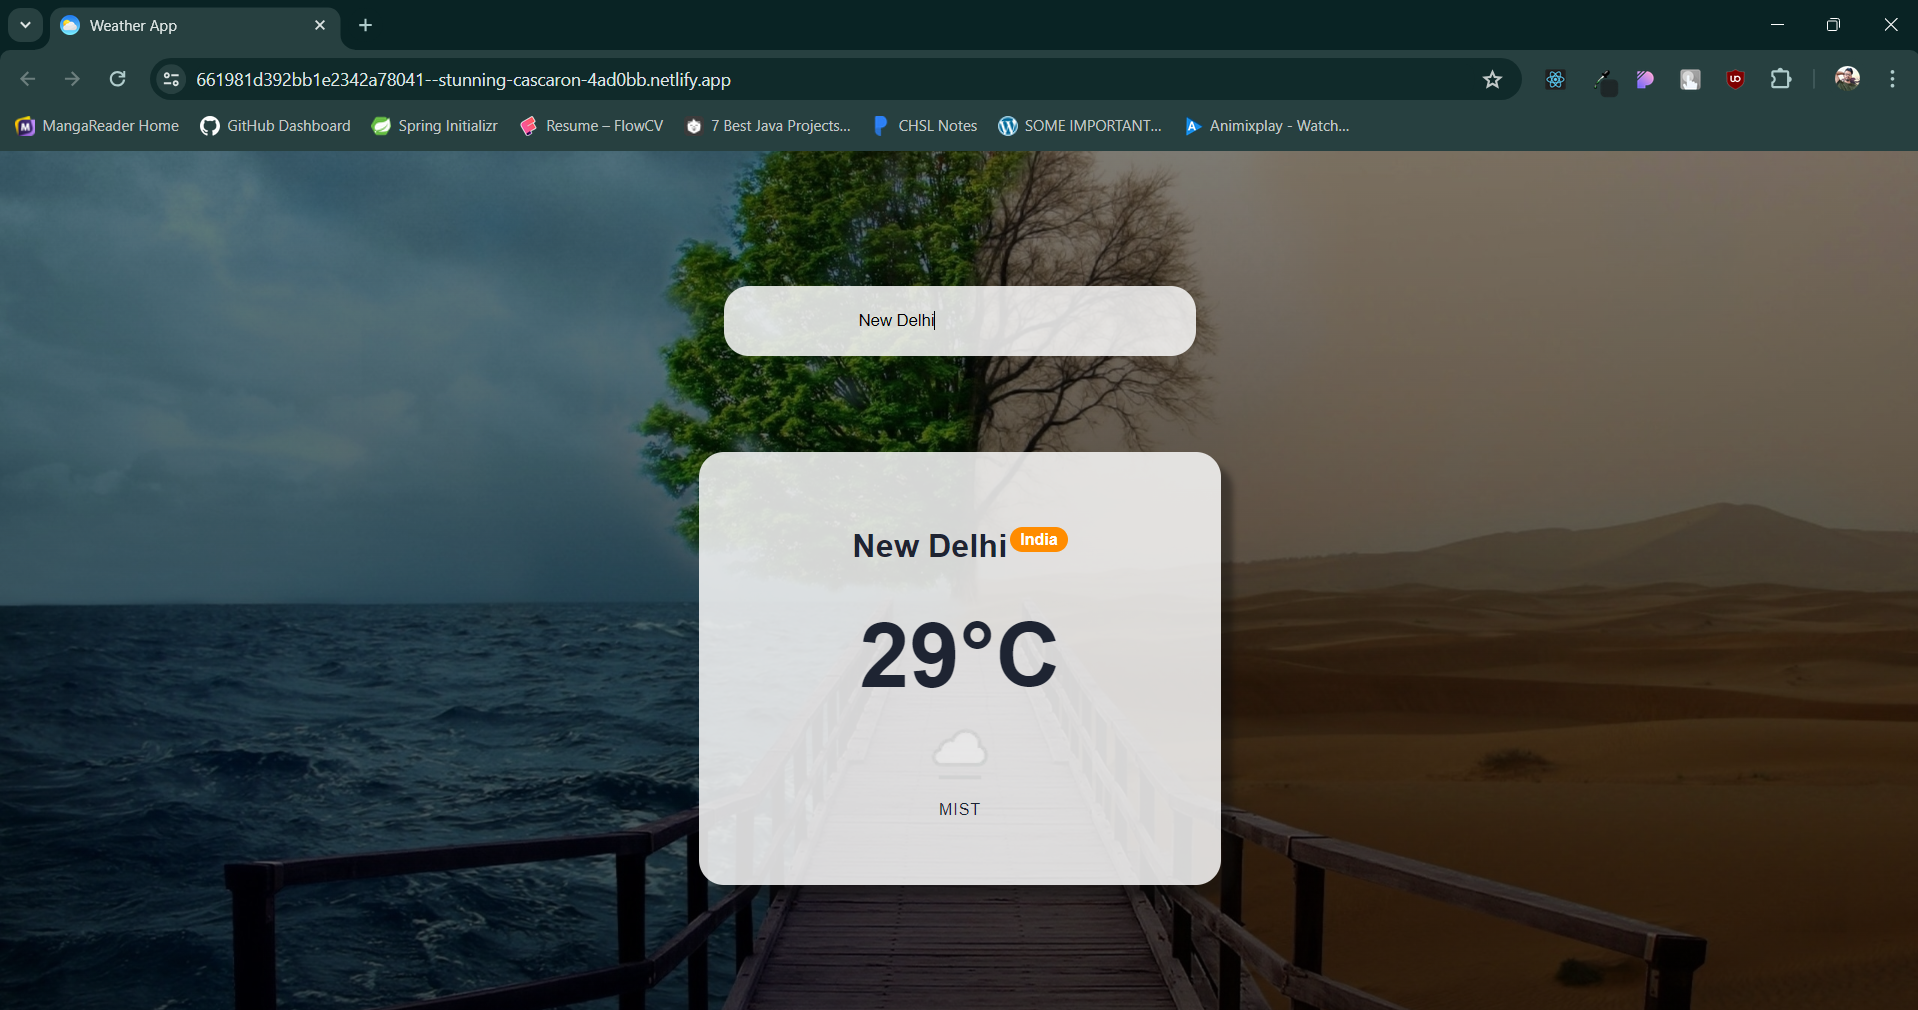 Weather App
661981d392bb1e2342a78041--stunning-cascaron-4ad0bb.netlify.app
MangaReader Home GitHub Dashboard Spring Initializr Resume – FlowCV 7 Best Java Projects... CHSL Notes SOME IMPORTANT... Animixplay - Watch...
New Delhi
New Delhi India
29°C
MIST